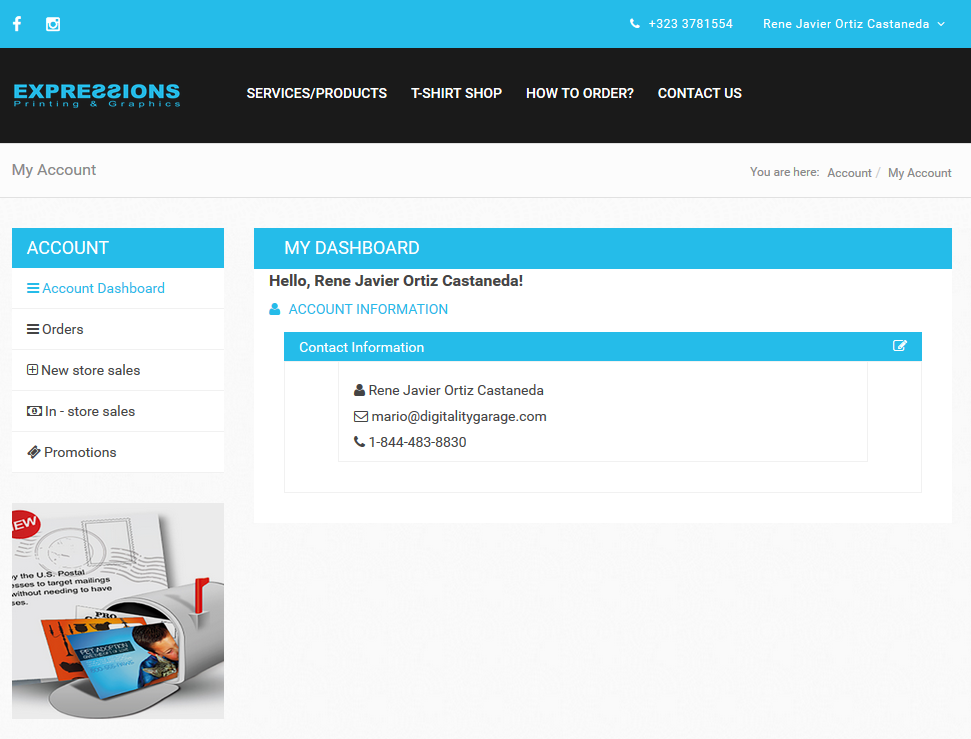 +323 3781554
Rene Javier Ortiz Castaneda
EXPRESSIONS
Printing & Graphics
SERVICES/PRODUCTS
T-SHIRT SHOP
HOW TO ORDER?
CONTACT US
My Account
You are here: Account / My Account
ACCOUNT
Account Dashboard
Orders
New store sales
In - store sales
Promotions
MY DASHBOARD
Hello, Rene Javier Ortiz Castaneda!
ACCOUNT INFORMATION
Contact Information
Rene Javier Ortiz Castaneda
mario@digitalitygarage.com
1-844-483-8830
EW
y the U.S. Postal
esses to target mailings
without needing to have
ses.
PRO
PET ADOPTION